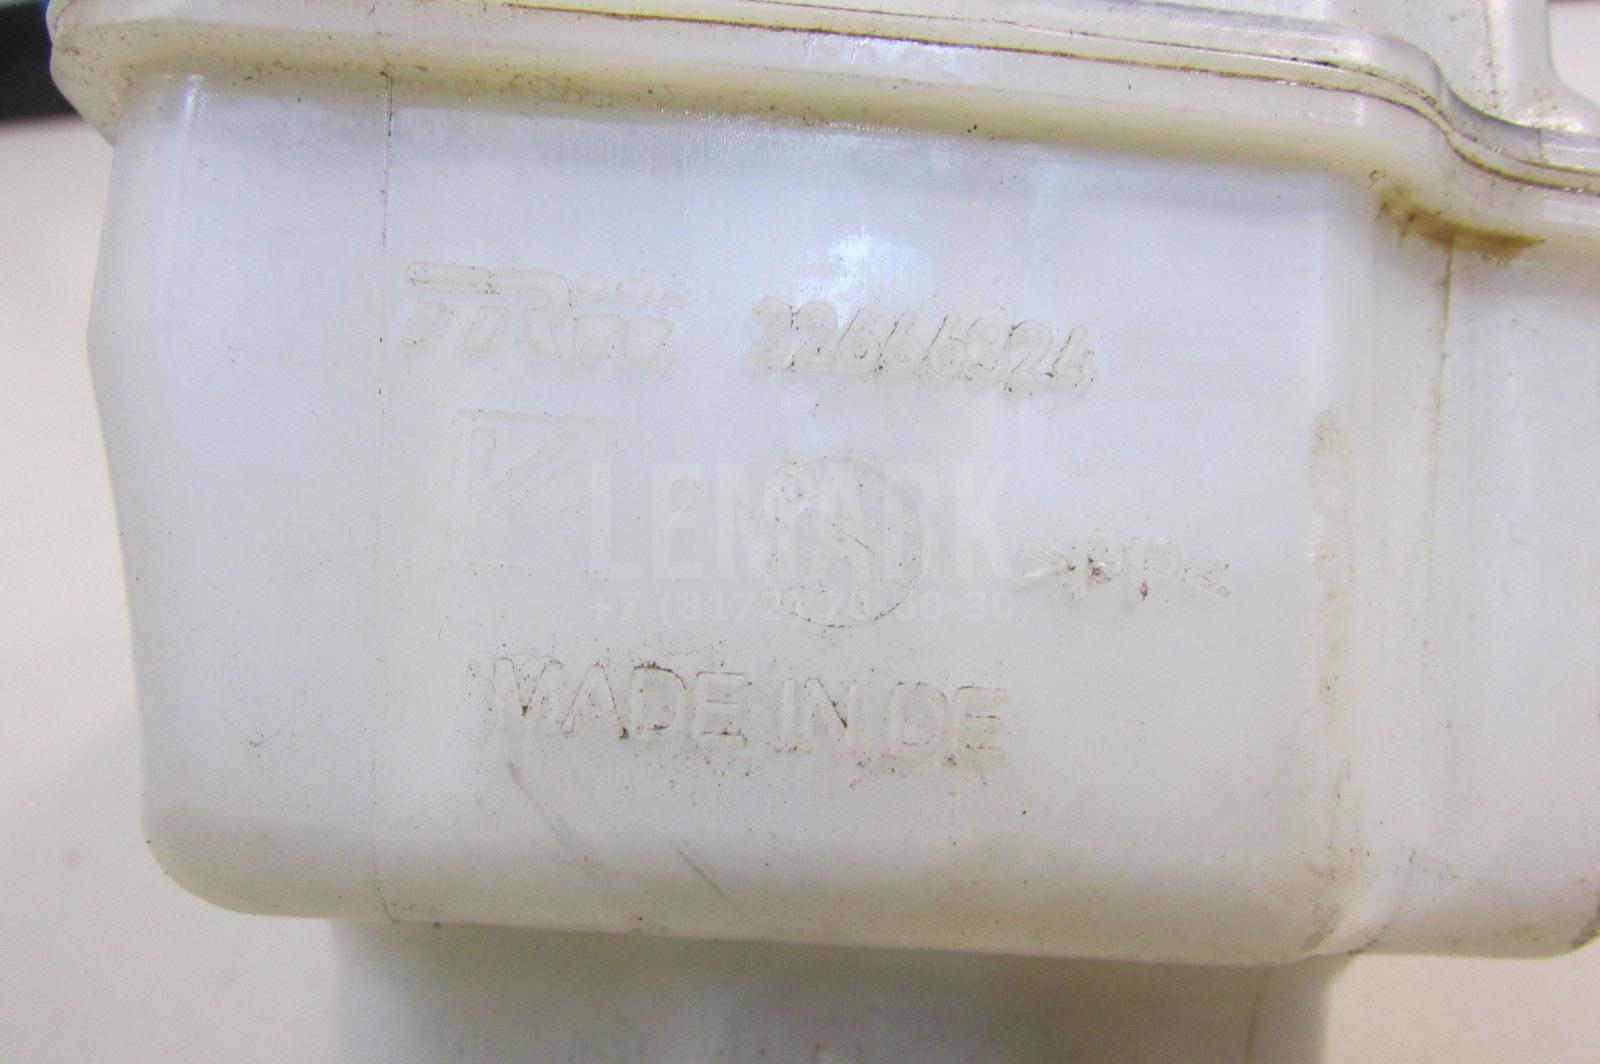 TRW 32666324
K LEMARK
>PP<
+7 (8172) 70-60-30
MADE IN DE